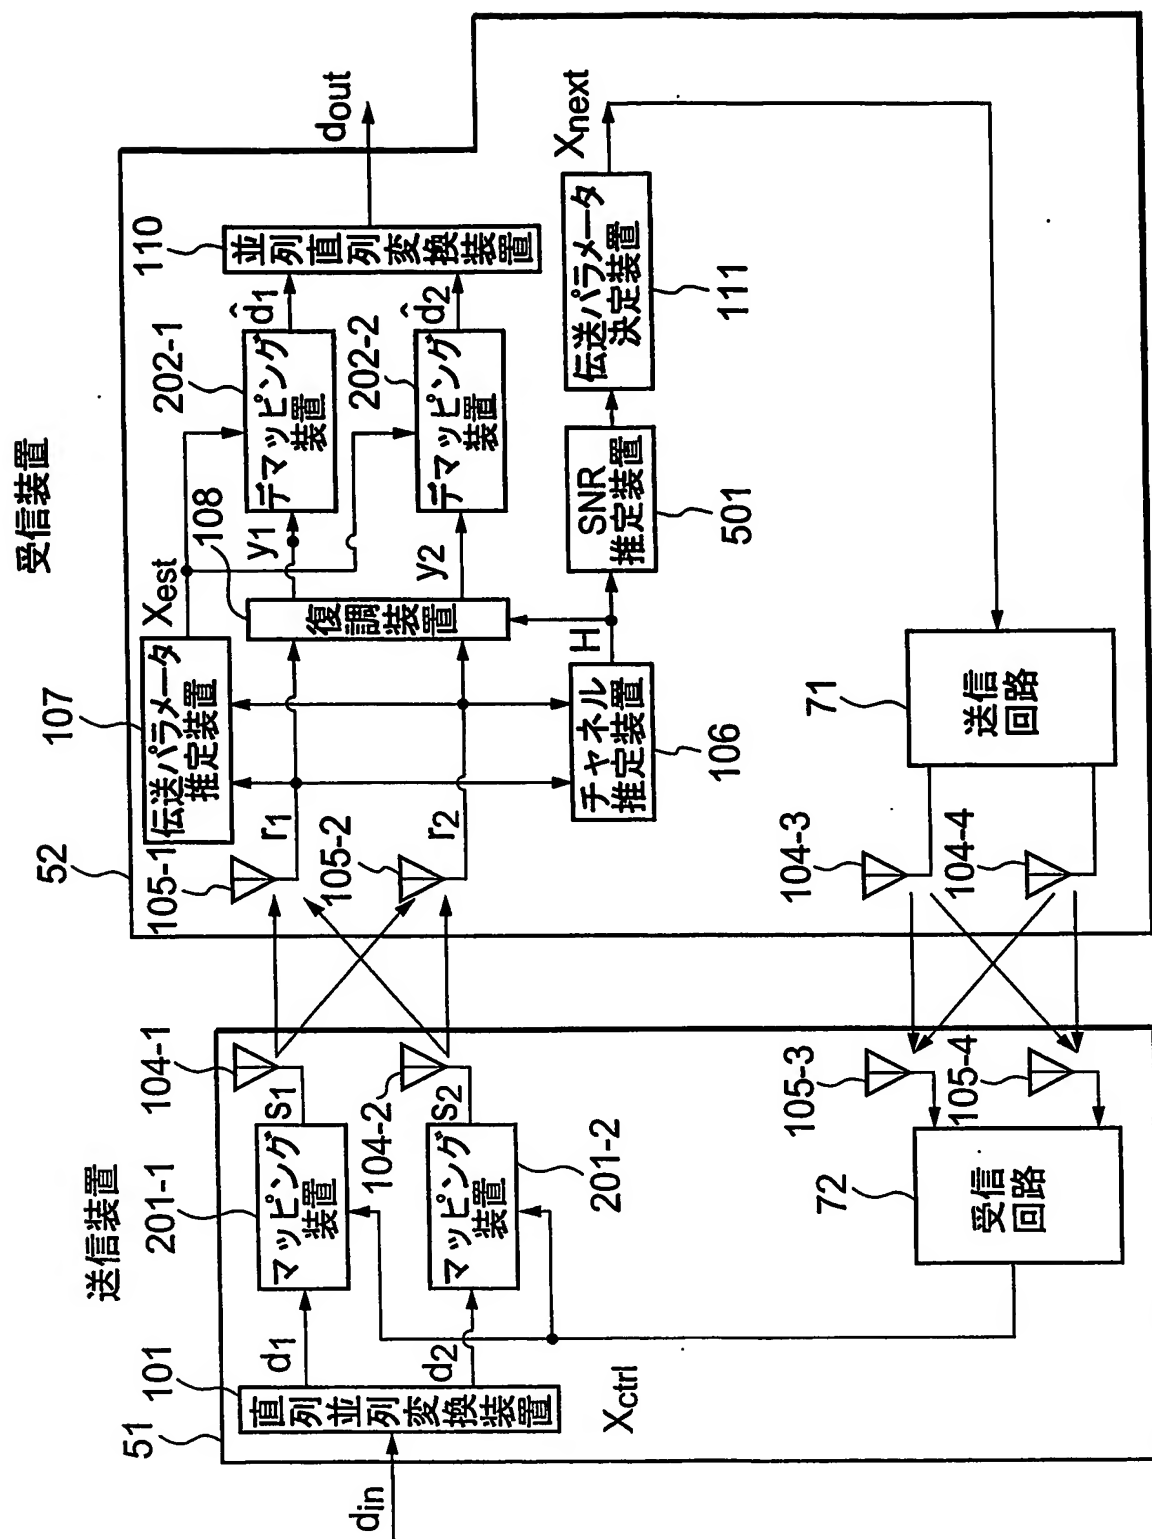 送信装置
51
101
din
直列並列変換装置
d1
d2
201-1
マッピング
装置
s1
104-1
104-2
マッピング
装置
s2
201-2
Xctrl
72
受信
回路
105-3
105-4
受信装置
52
105-1
105-2
r1
r2
107
伝送パラメータ
推定装置
Xest
108
復調装置
y1
y2
チャネル
推定装置
106
H
202-1
デマッピング
装置
d̂1
202-2
デマッピング
装置
d̂2
110
並列直列変換装置
dout
SNR
推定装置
501
伝送パラメータ
決定装置
111
Xnext
71
送信
回路
104-3
104-4